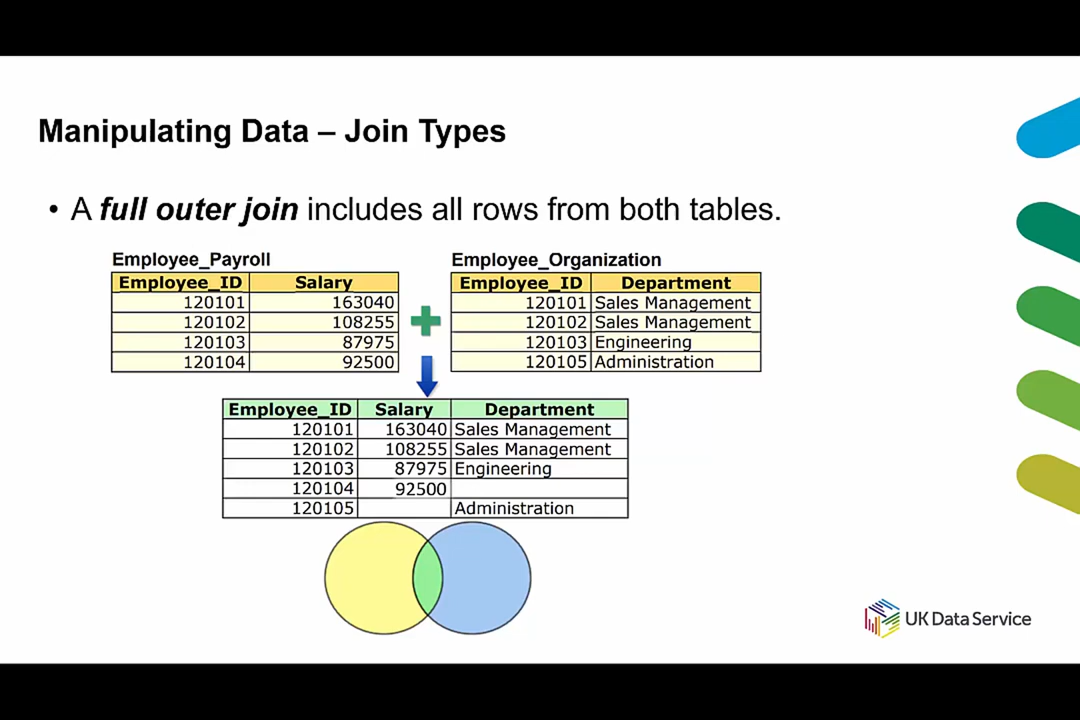 Manipulating Data – Join Types
• A full outer join includes all rows from both tables.
Employee_Payroll
Employee_ID Salary
120101 163040
120102 108255
120103 87975
120104 92500
Employee_Organization
Employee_ID Department
120101 Sales Management
120102 Sales Management
120103 Engineering
120105 Administration
Employee_ID Salary Department
120101 163040 Sales Management
120102 108255 Sales Management
120103 87975 Engineering
120104 92500
120105 Administration
UK Data Service